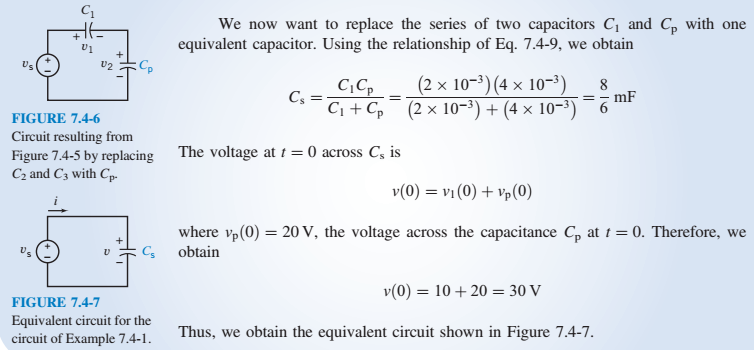 C₁
+ −
υ₁
υs
+
−
υ₂
+
−
Cp
FIGURE 7.4-6
Circuit resulting from
Figure 7.4-5 by replacing
C₂ and C₃ with Cp.
i
υs
+
−
υ
+
−
Cs
FIGURE 7.4-7
Equivalent circuit for the
circuit of Example 7.4-1.
We now want to replace the series of two capacitors C₁ and Cp with one
equivalent capacitor. Using the relationship of Eq. 7.4-9, we obtain
Cs = C₁Cp / (C₁ + Cp) = (2 × 10⁻³)(4 × 10⁻³) / ((2 × 10⁻³) + (4 × 10⁻³)) = 8/6 mF
The voltage at t = 0 across Cs is
v(0) = v₁(0) + vp(0)
where vp(0) = 20 V, the voltage across the capacitance Cp at t = 0. Therefore, we
obtain
v(0) = 10 + 20 = 30 V
Thus, we obtain the equivalent circuit shown in Figure 7.4-7.